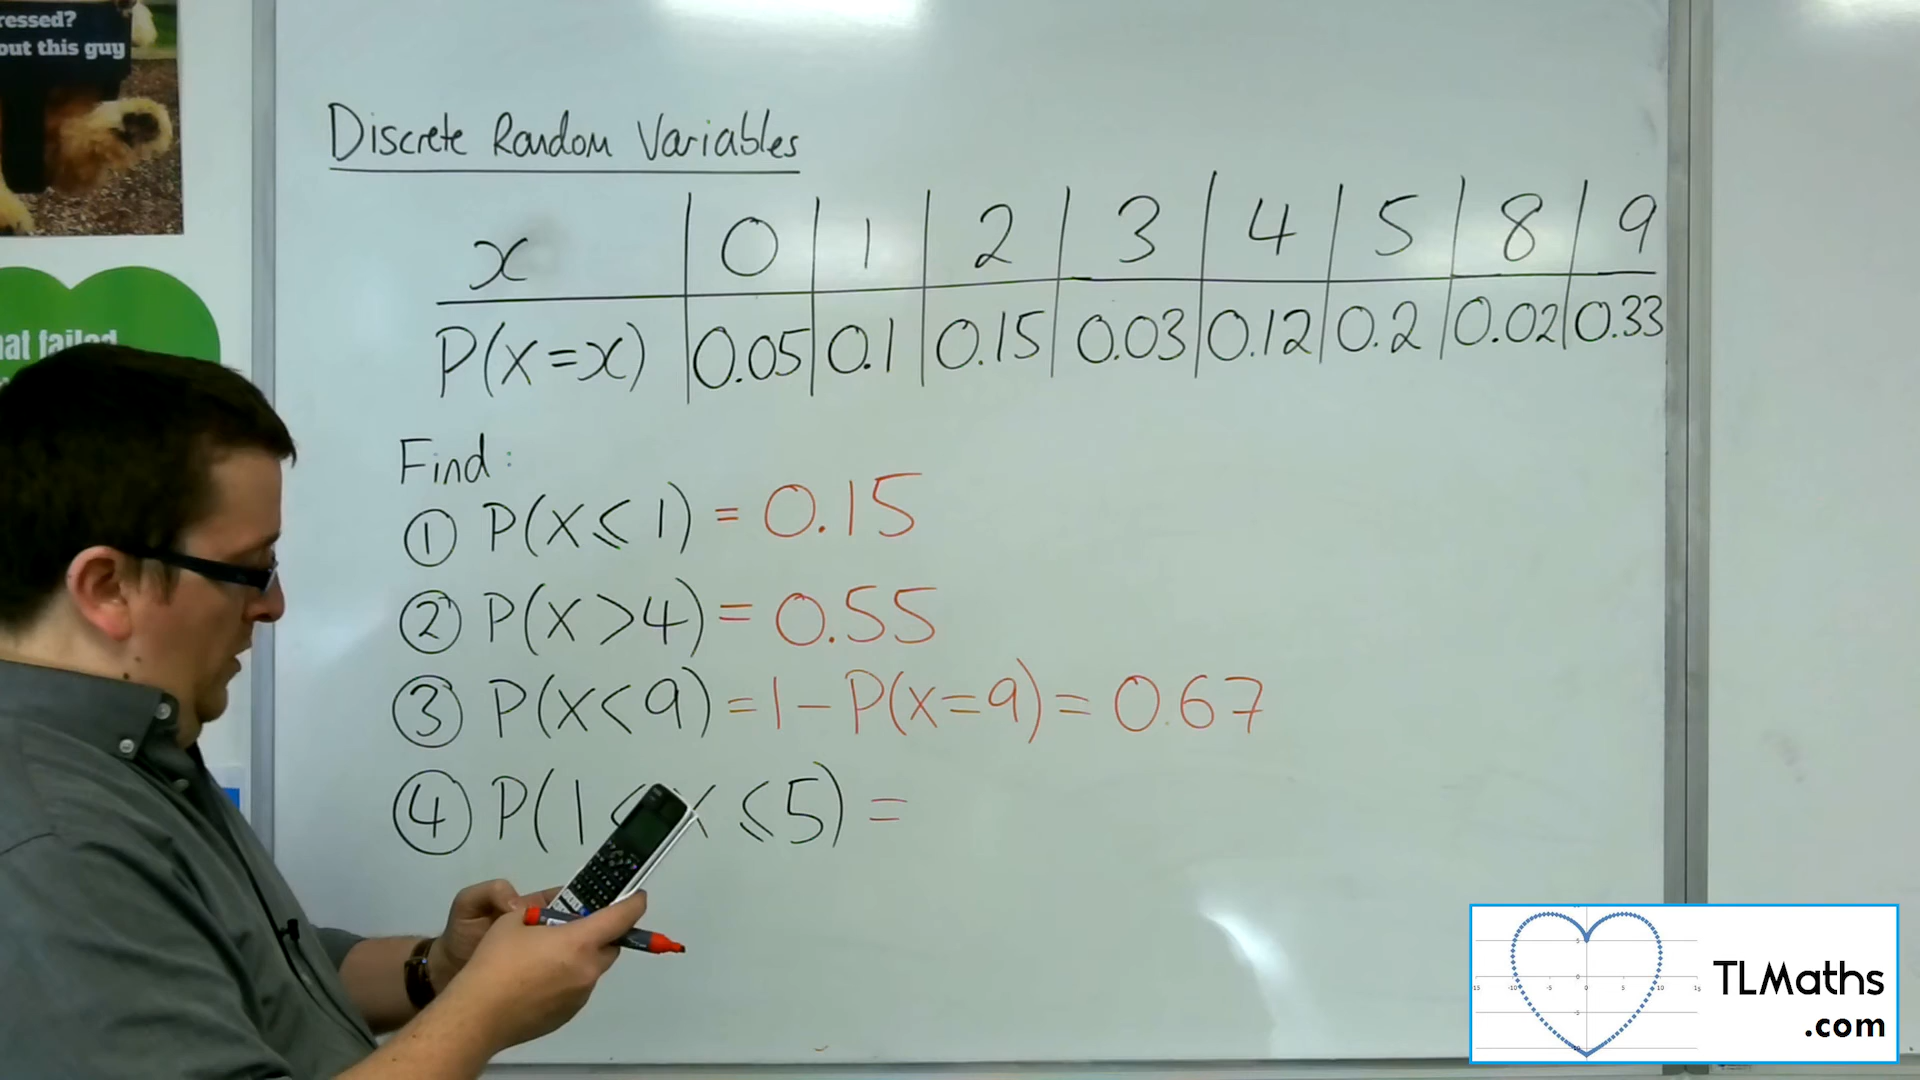 ressed?
out this guy
at failed
Discrete Random Variables
x 0 1 2 3 4 5 8 9
P(X=x) 0.05 0.1 0.15 0.03 0.12 0.2 0.02 0.33
Find:
① P(X⩽1) = 0.15
② P(X>4) = 0.55
③ P(X<9) = 1 − P(X=9) = 0.67
④ P(1 < X ⩽5) =
TLMaths
.com